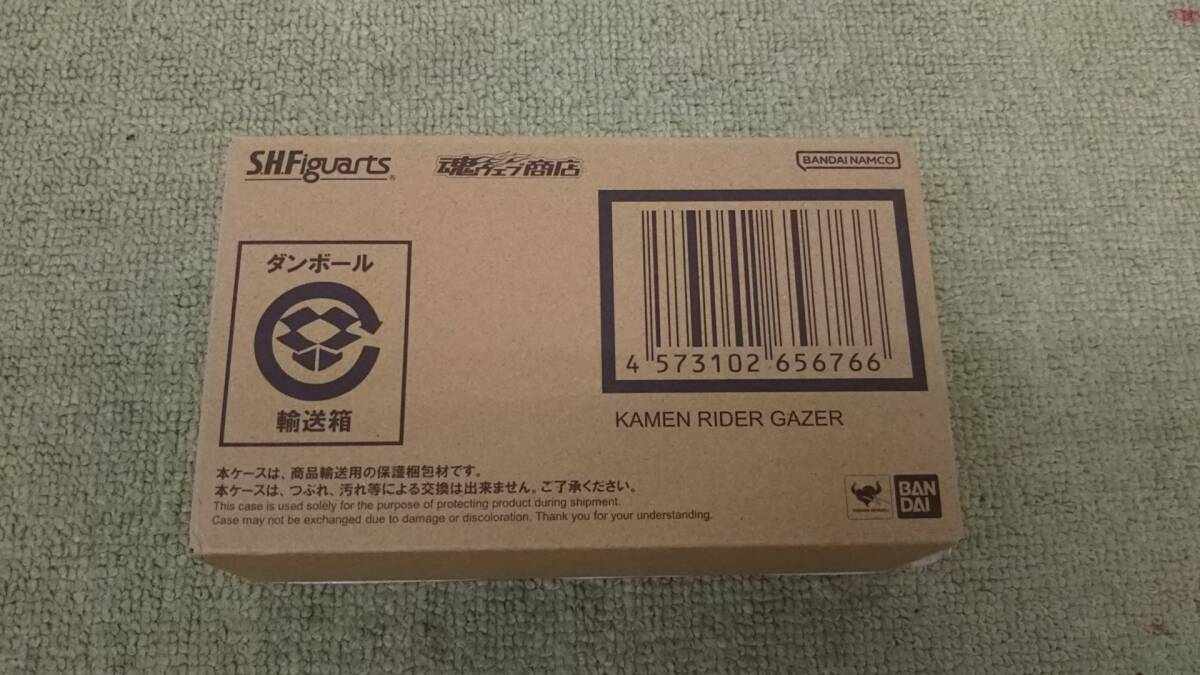 S.H.Figuarts®
魂ウェブ商店
BANDAI NAMCO
ダンボール
輸送箱
4 573102 656766
KAMEN RIDER GAZER
本ケースは、商品輸送用の保護梱包材です。
本ケースは、つぶれ、汚れ等による交換は出来ません。ご了承ください。
This case is used solely for the purpose of protecting product during shipment.
Case may not be exchanged due to damage or discoloration. Thank you for your understanding.
BAN
DAI